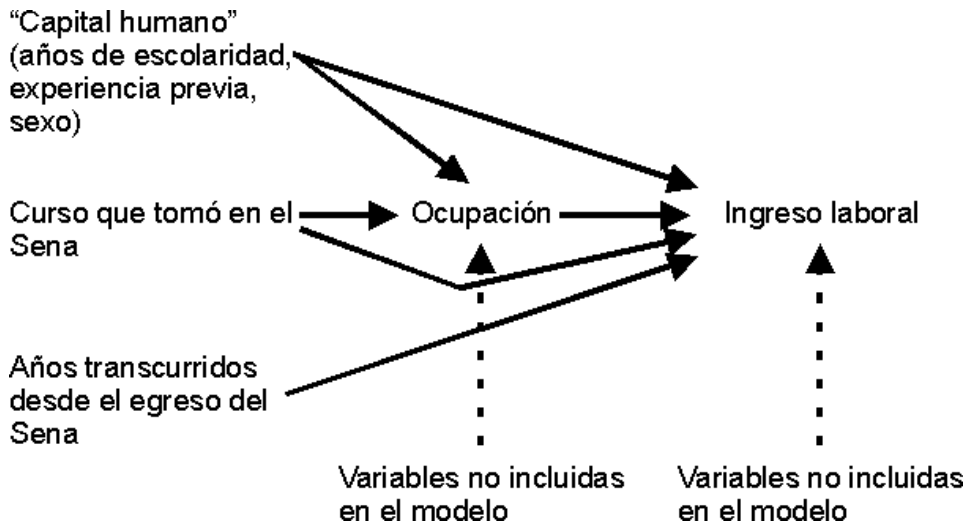 “Capital humano”
(años de escolaridad,
experiencia previa,
sexo)
Curso que tomó en el
Sena
Ocupación
Ingreso laboral
Años transcurridos
desde el egreso del
Sena
Variables no incluidas
en el modelo
Variables no incluidas
en el modelo